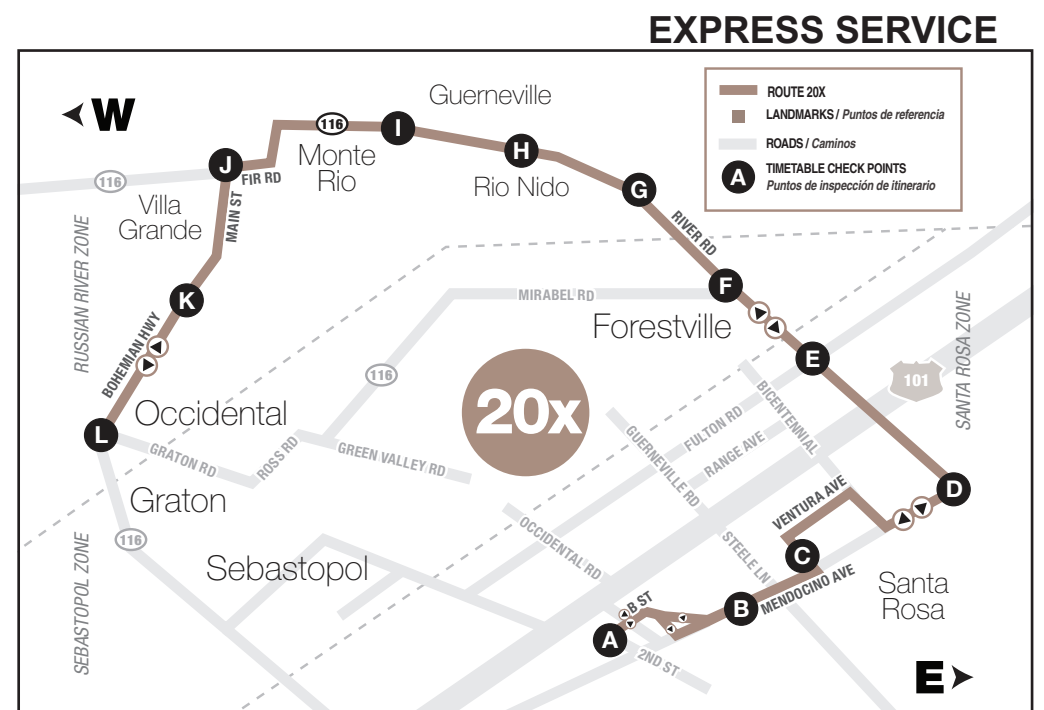 EXPRESS SERVICE
W
Guerneville
ROUTE 20X
LANDMARKS / Puntos de referencia
ROADS / Caminos
A
TIMETABLE CHECK POINTS
Puntos de inspección de itinerario
116
I
H
Monte
Rio
Rio Nido
J
FIR RD
116
G
Villa
Grande
MAIN ST
RIVER RD
RUSSIAN RIVER ZONE
K
F
MIRABEL RD
Forestville
SANTA ROSA ZONE
BOHEMIAN HWY
E
116
101
20x
BICENTENNIAL
L
Occidental
GRATON RD
ROSS RD
GREEN VALLEY RD
GUERNEVILLE RD
FULTON RD
RANGE AVE
D
Graton
VENTURA AVE
116
OCCIDENTAL RD
STEELE LN
C
SEBASTOPOL ZONE
Sebastopol
MENDOCINO AVE
Santa
Rosa
B ST
B
A
2ND ST
E